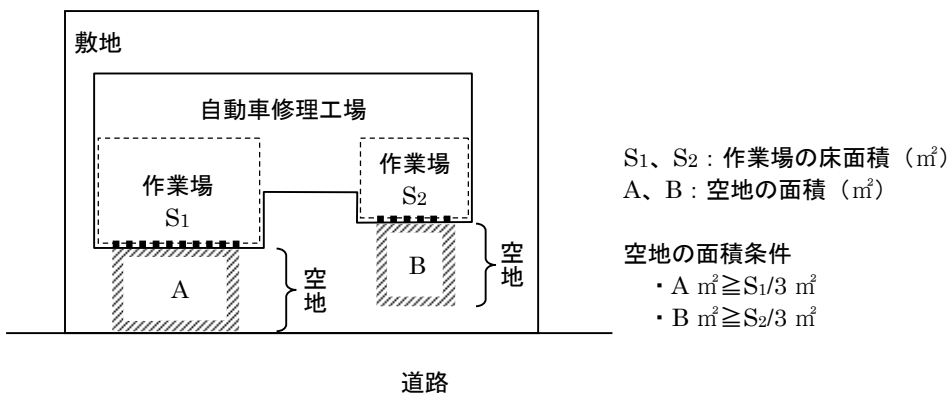 敷地
自動車修理工場
作業場
S1
作業場
S2
A
空地
B
空地
道路
S1、S2：作業場の床面積（㎡）
A、B：空地の面積（㎡）
空地の面積条件
・A ㎡≧S1/3 ㎡
・B ㎡≧S2/3 ㎡